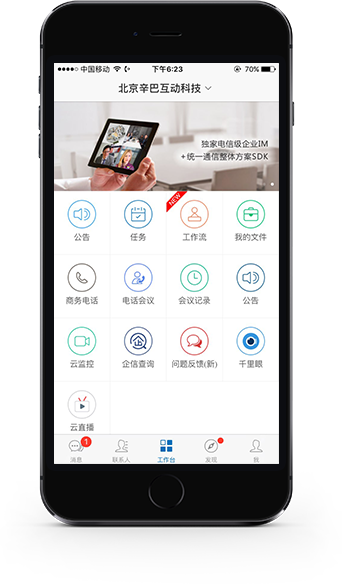 中国移动 下午6:23 70%
北京辛巴互动科技
独家电信级企业IM
+统一通信整体方案SDK
公告 任务 NEW 工作流 我的文件
商务电话 电话会议 会议记录 公告
云监控 企信查询 问题反馈(新) 千里眼
云直播
1
消息 联系人 工作台 发现 我